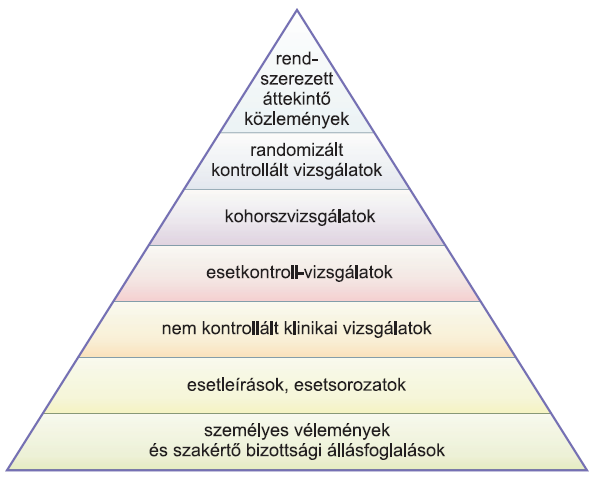 rend-
szerezett
áttekintő
közlemények
randomizált
kontrollált vizsgálatok
kohorszvizsgálatok
esetkontroll-vizsgálatok
nem kontrollált klinikai vizsgálatok
esetleírások, esetsorozatok
személyes vélemények
és szakértő bizottsági állásfoglalások